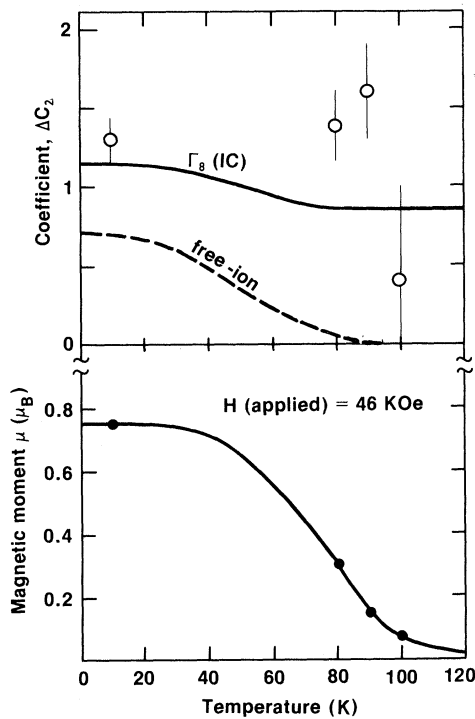 2
Coefficient, ΔC₂
Γ₈ (IC)
1
free-ion
0
H (applied) = 46 KOe
Magnetic moment μ (μB)
0.8
0.6
0.4
0.2
0 20 40 60 80 100 120
Temperature (K)